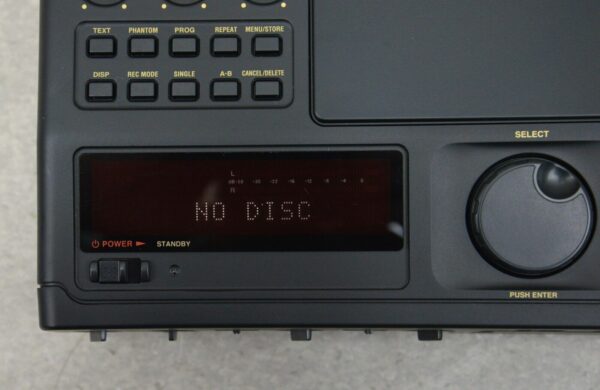 TEXT PHANTOM PROG REPEAT MENU/STORE
DISP REC MODE SINGLE A-B CANCEL/DELETE
SELECT
L
R
NO DISC
POWER STANDBY
PUSH ENTER